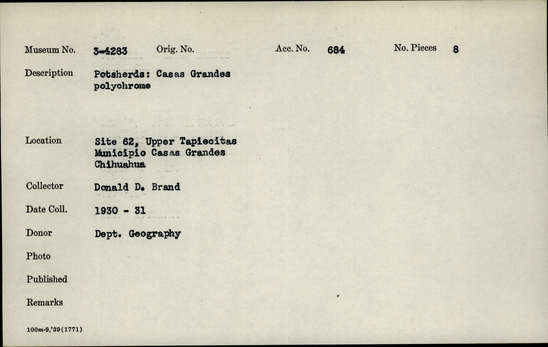 Museum No. 3-4283 Orig. No. Acc. No. 684 No. Pieces 8
Description Potsherds: Casas Grandes
polychrome
Location Site 62, Upper Tapiecitas
Municipio Casas Grandes
Chihuahua
Collector Donald D. Brand
Date Coll. 1930 - 31
Donor Dept. Geography
Photo
Published
Remarks
100m-9,'39(1771)